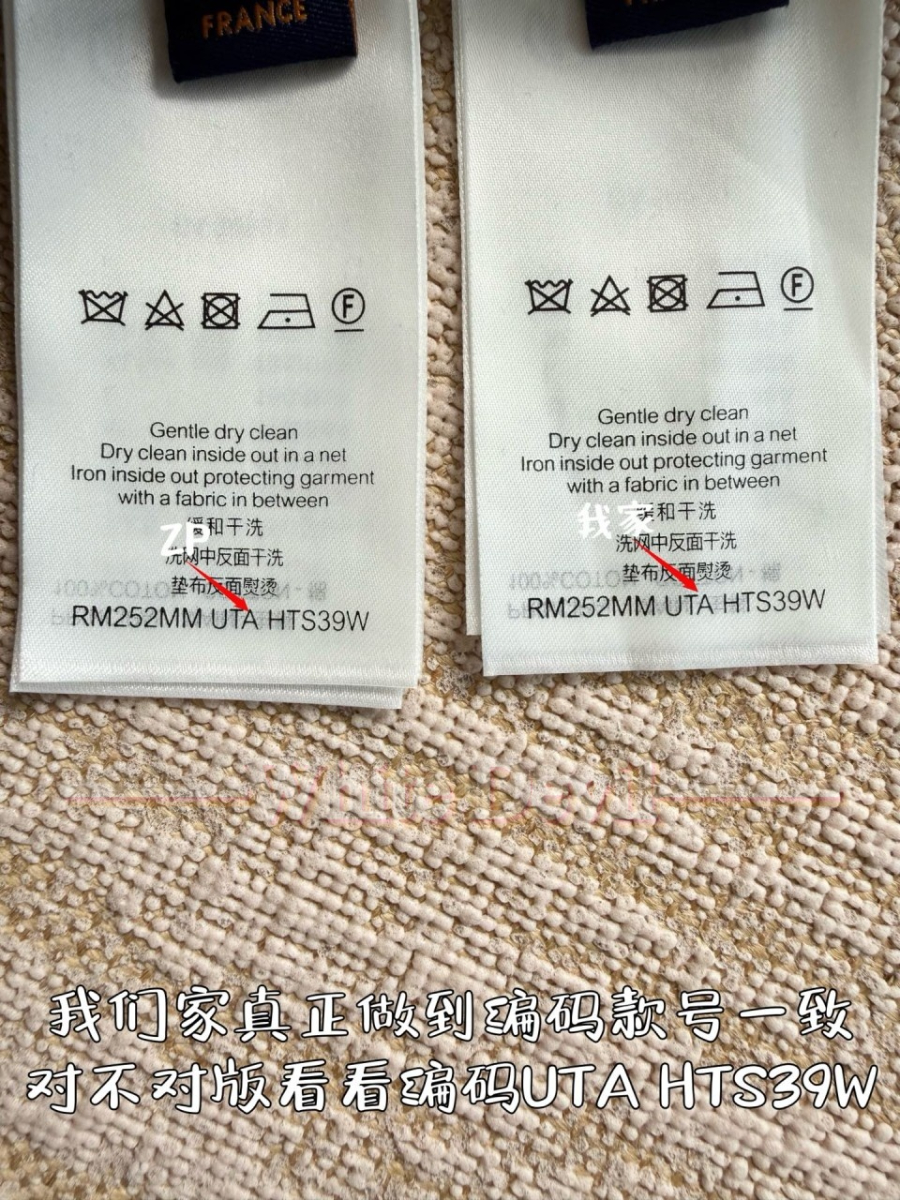 FRANCE
Gentle dry clean
Dry clean inside out in a net
Iron inside out protecting garment
with a fabric in between
缓和干洗
洗网中反面干洗
垫布反面熨烫
RM252MM UTA HTS39W
ZP
F
Gentle dry clean
Dry clean inside out in a net
Iron inside out protecting garment
with a fabric in between
缓和干洗
洗网中反面干洗
垫布反面熨烫
RM252MM UTA HTS39W
我家
F
我们家真正做到编码款号一致
对不对版看看编码UTA HTS39W